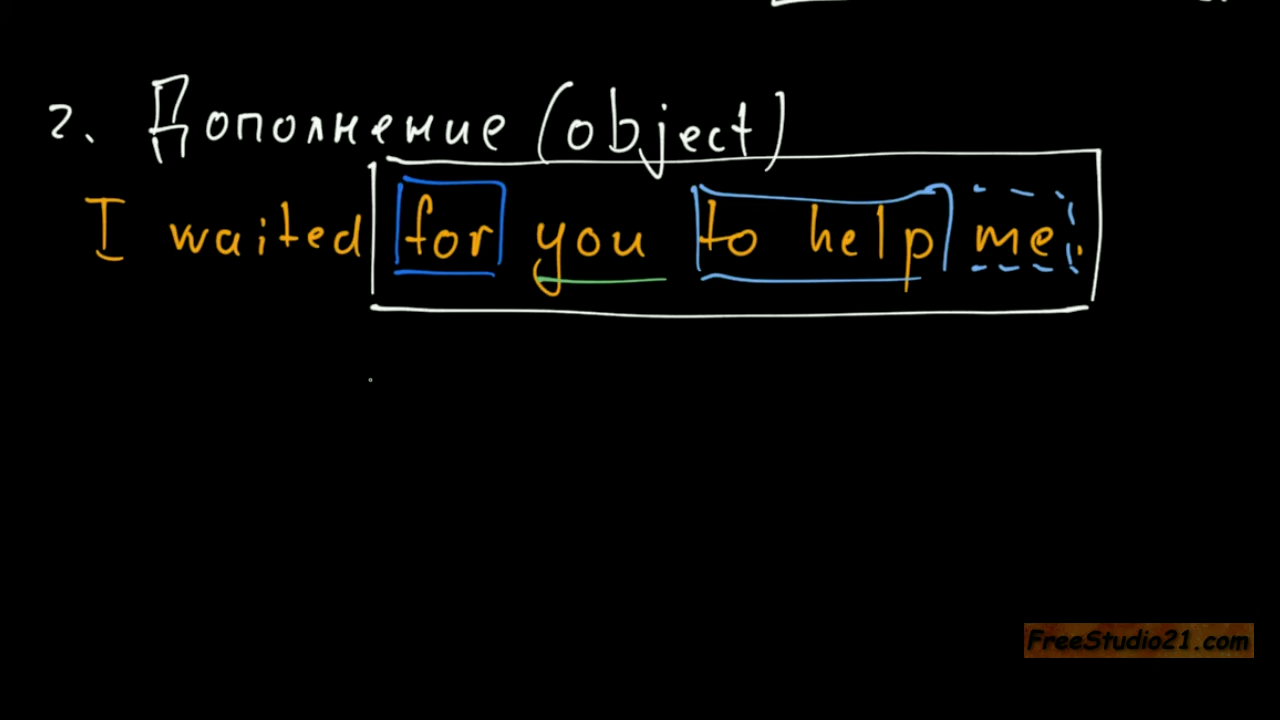 2. Дополнение (object)
I waited for you to help me.
FreeStudio21.com